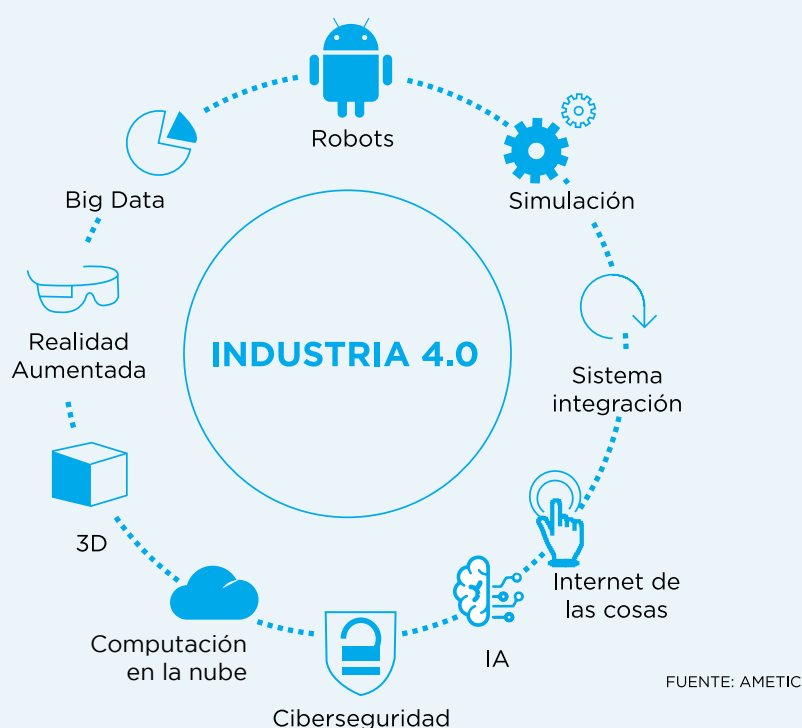 Robots
Simulación
Sistema
integración
Internet de
las cosas
IA
Ciberseguridad
Computación
en la nube
3D
Realidad
Aumentada
Big Data
INDUSTRIA 4.0
FUENTE: AMETIC